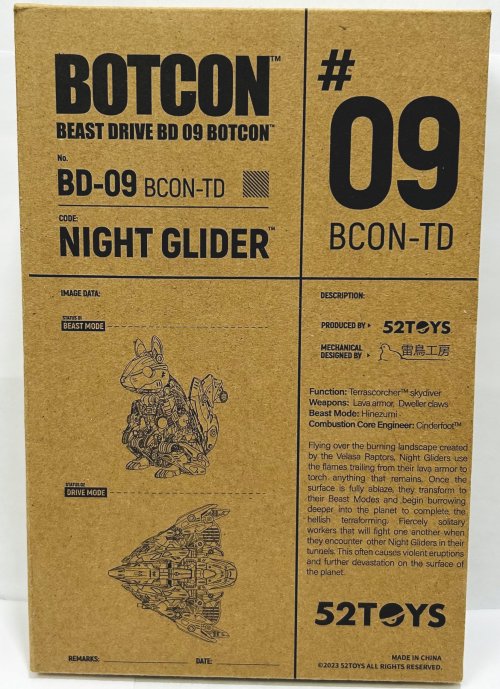 BOTCON™
BEAST DRIVE BD 09 BOTCON™
No.
BD-09 BCON-TD
CODE:
NIGHT GLIDER™
#
09
BCON-TD
IMAGE DATA:
STATUS 01
BEAST MODE
STATUS 02
DRIVE MODE
REMARKS:
DATE:
DESCRIPTION:
PRODUCED BY 52TOYS
MECHANICAL
DESIGNED BY 雷鳥工房
Function: Terrascorcher™ skydiver
Weapons: Lava armor, Dweller claws
Beast Mode: Hinezumi
Combustion Core Engineer: Cinderfoot™
Flying over the burning landscape created
by the Velasa Raptors, Night Gliders use
the flames trailing from their lava armor to
torch anything that remains. Once the
surface is fully ablaze, they transform to
their Beast Modes and begin burrowing
deeper into the planet to complete the
hellish terraforming. Fiercely solitary
workers that will fight one another when
they encounter other Night Gliders in their
tunnels. This often causes violent eruptions
and further devastation on the surface of
the planet.
52TOYS
MADE IN CHINA
©2023 52TOYS ALL RIGHTS RESERVED.